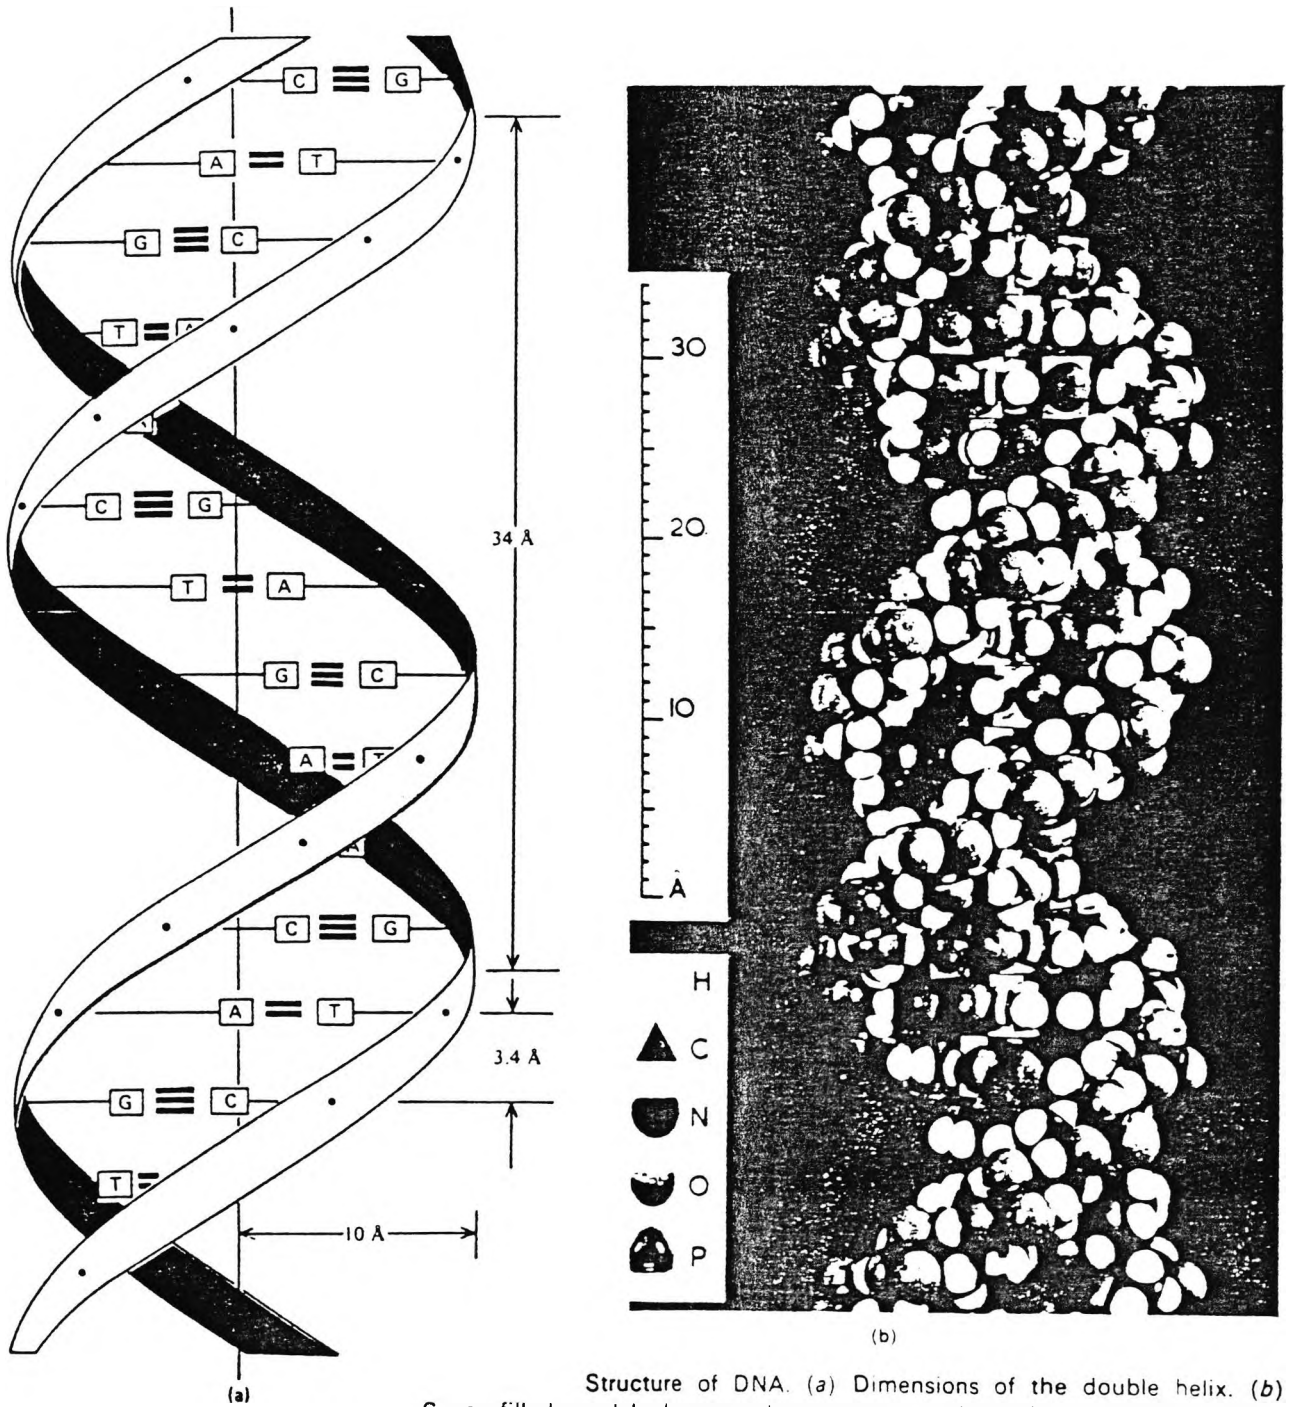 C G
A T
G C
T A
C G
T A
G C
A T
A
C G
A T
G C
T
34 Å
3.4 Å
10 Å
(a)
30
20
10
Å
H
C
N
O
P
(b)
Structure of DNA. (a) Dimensions of the double helix. (b)